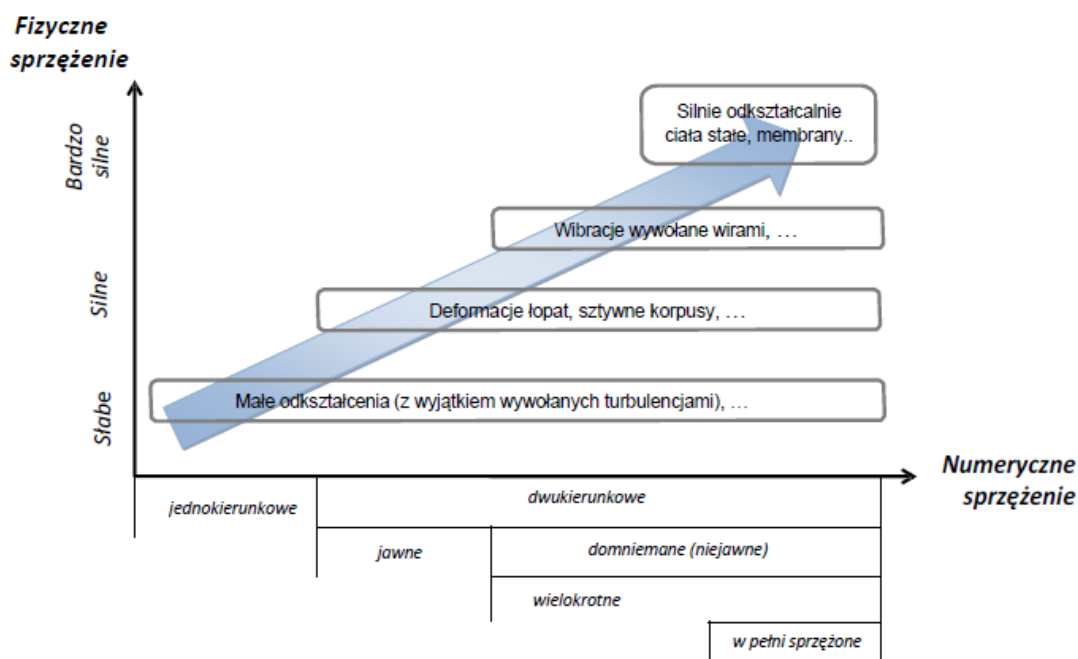 Fizyczne
sprzężenie
Bardzo
silne
Silnie odkształcalnie
ciała stałe, membrany..
Wibracje wywołane wirami, …
Silne
Deformacje łopat, sztywne korpusy, …
Słabe
Małe odkształcenia (z wyjątkiem wywołanych turbulencjami), …
Numeryczne
sprzężenie
jednokierunkowe
dwukierunkowe
jawne
domniemane (niejawne)
wielokrotne
w pełni sprzężone